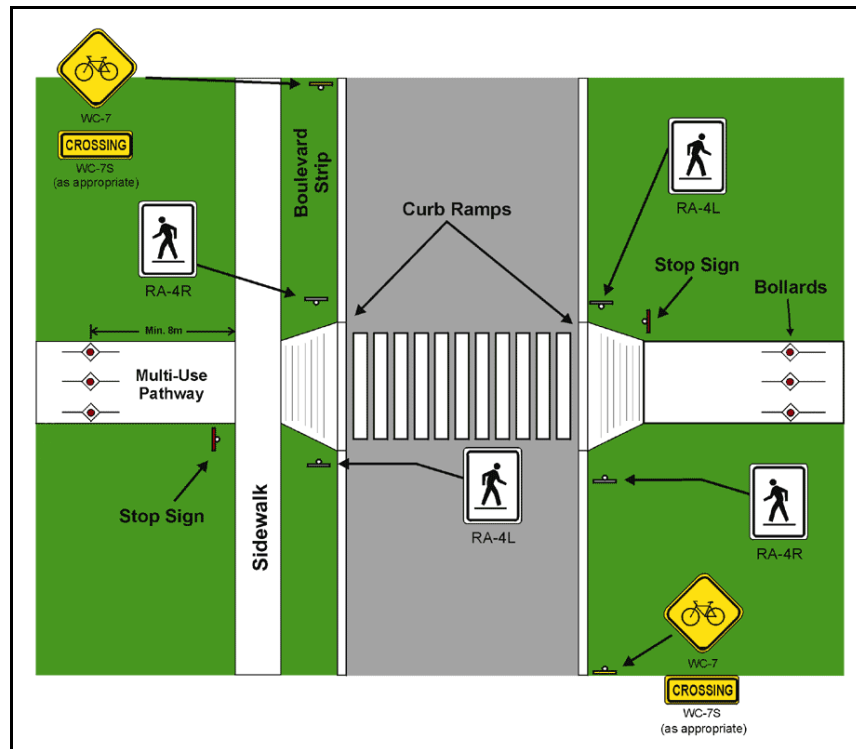 WC-7
CROSSING
WC-7S
(as appropriate)
Boulevard
Strip
RA-4R
Curb Ramps
RA-4L
Stop Sign
Bollards
Min. 8m
Multi-Use
Pathway
Stop Sign
Sidewalk
RA-4L
RA-4R
WC-7
CROSSING
WC-7S
(as appropriate)